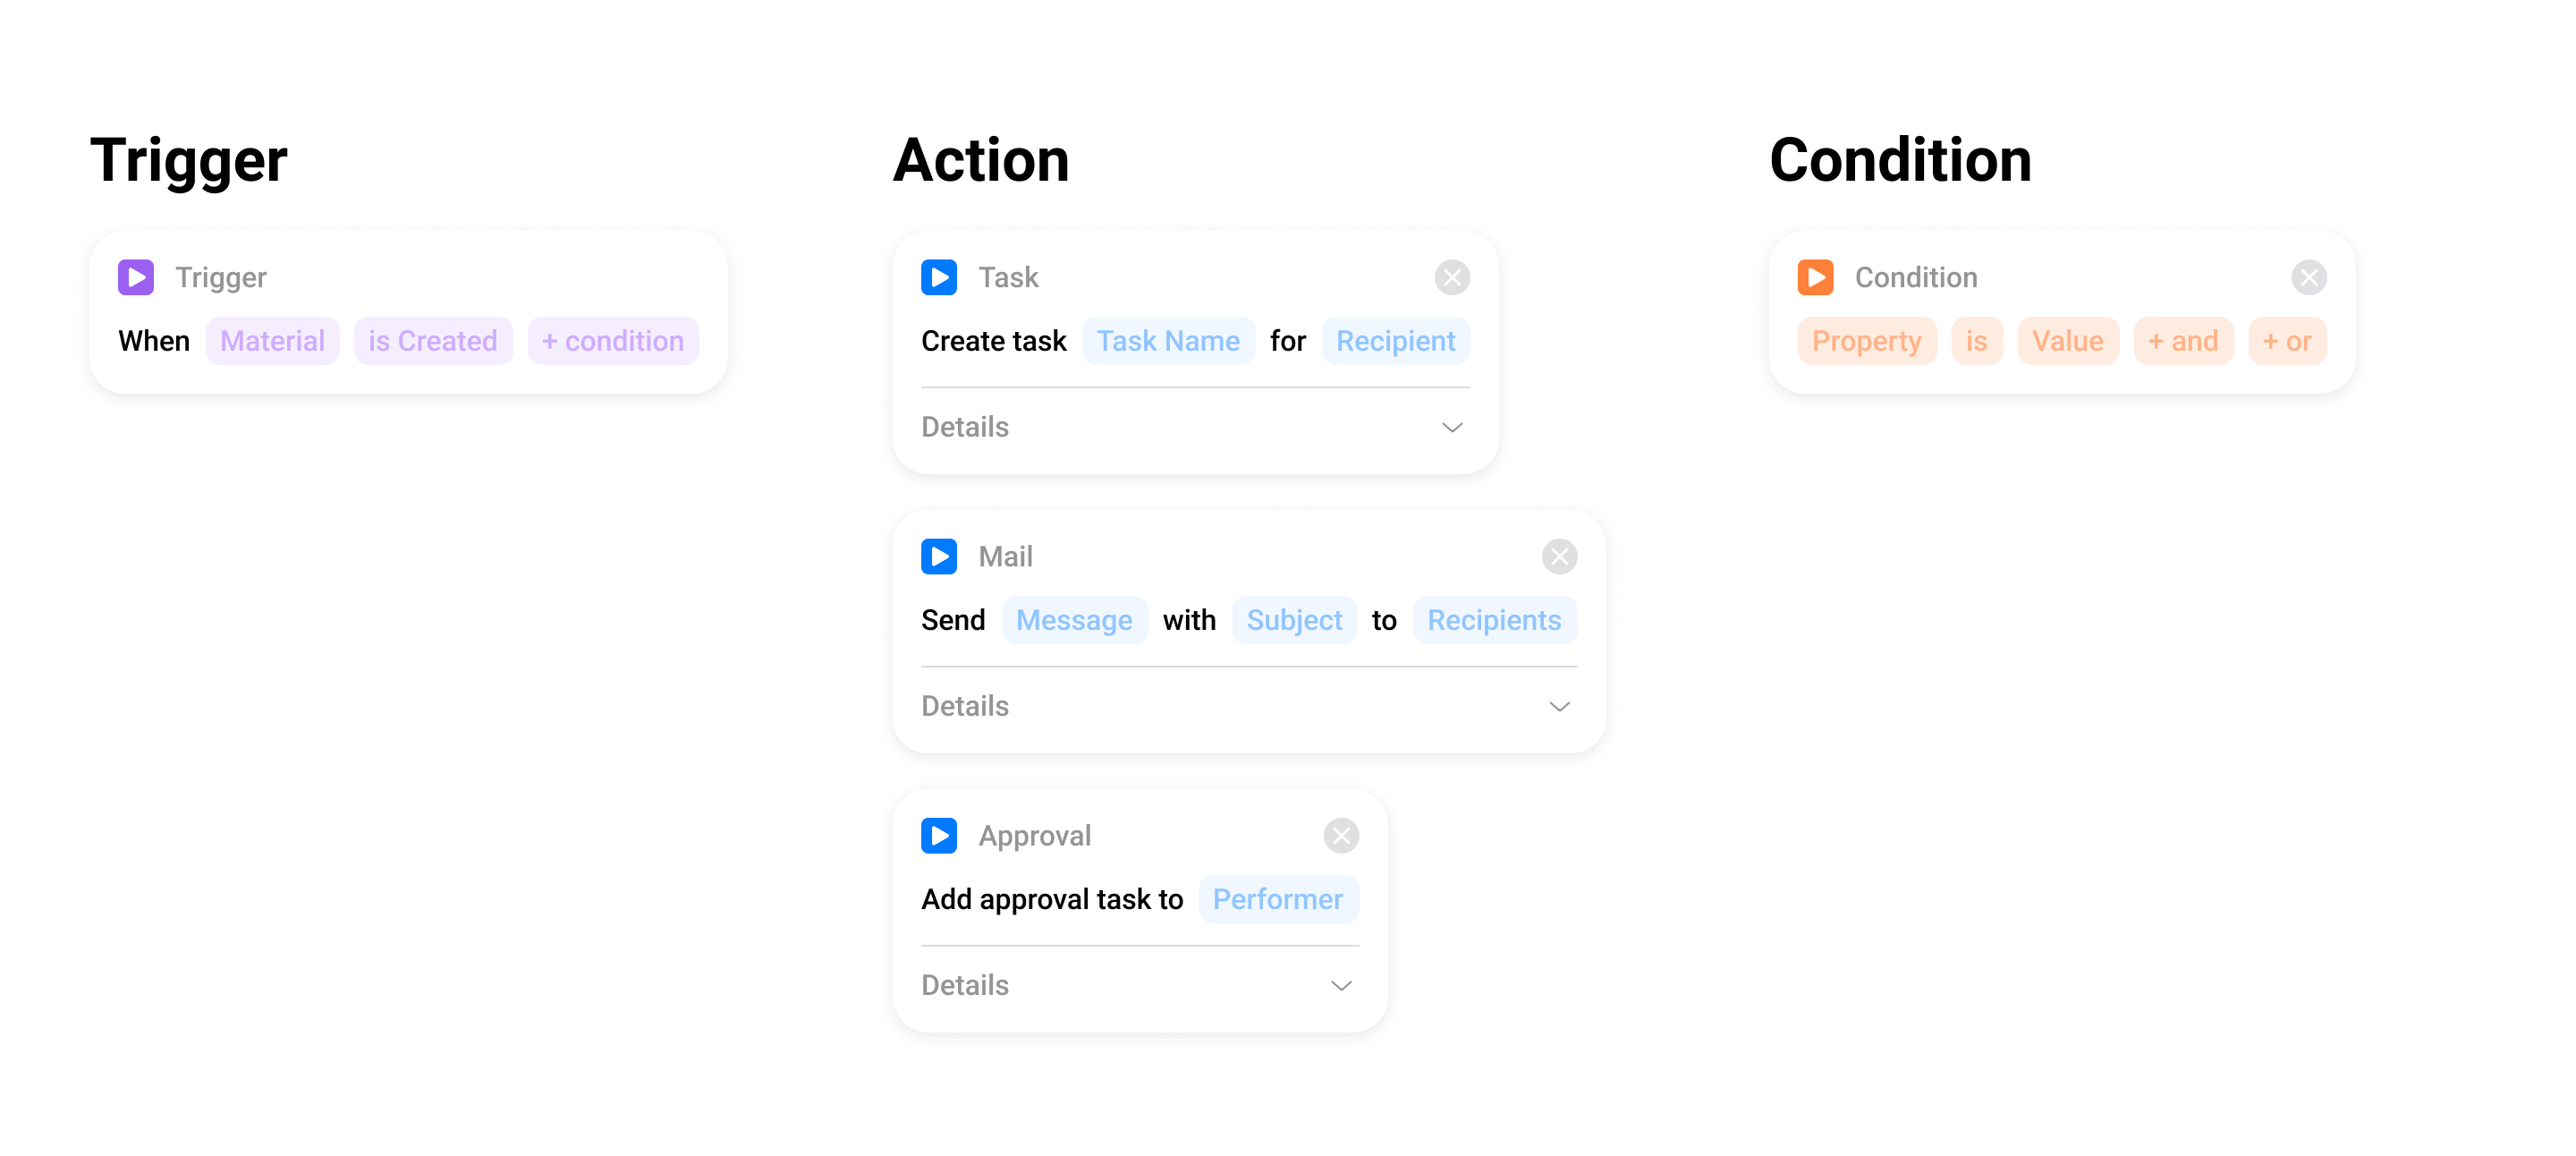 Trigger
Trigger
When Material is Created + condition
Action
Task
Create task Task Name for Recipient
Details
Mail
Send Message with Subject to Recipients
Details
Approval
Add approval task to Performer
Details
Condition
Condition
Property is Value + and + or